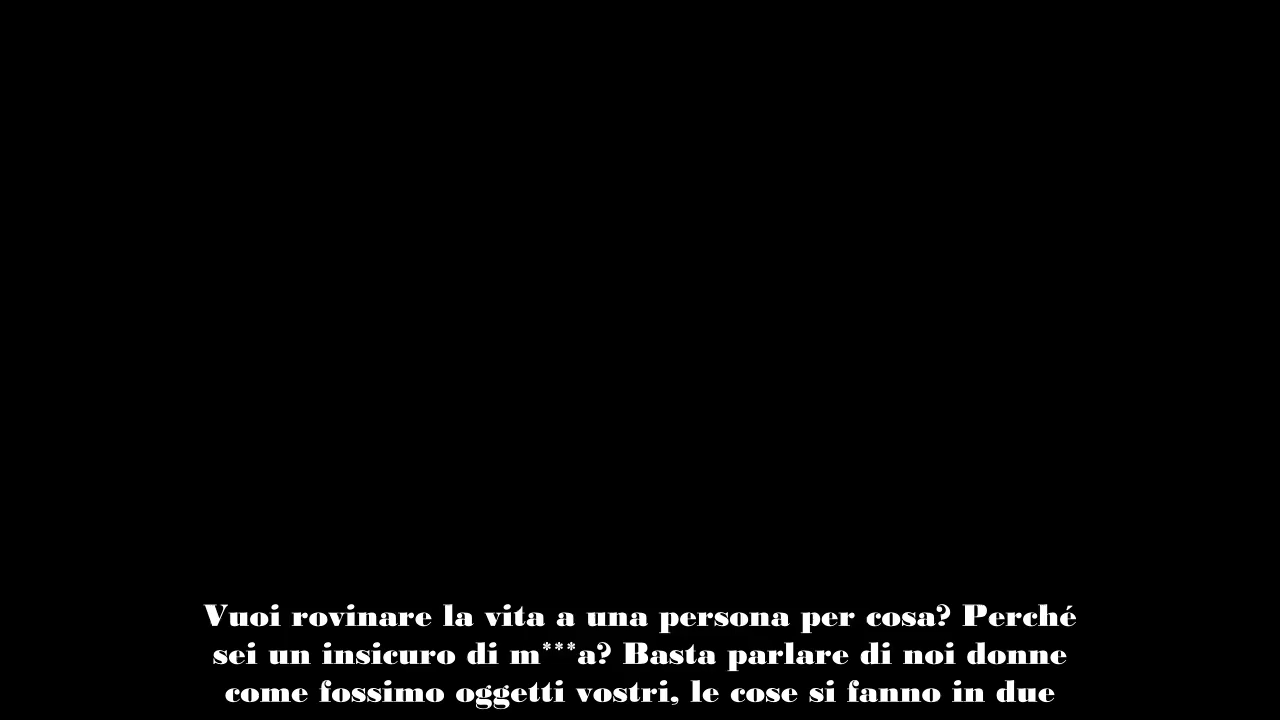 Vuoi rovinare la vita a una persona per cosa? Perché
sei un insicuro di m***a? Basta parlare di noi donne
come fossimo oggetti vostri, le cose si fanno in due